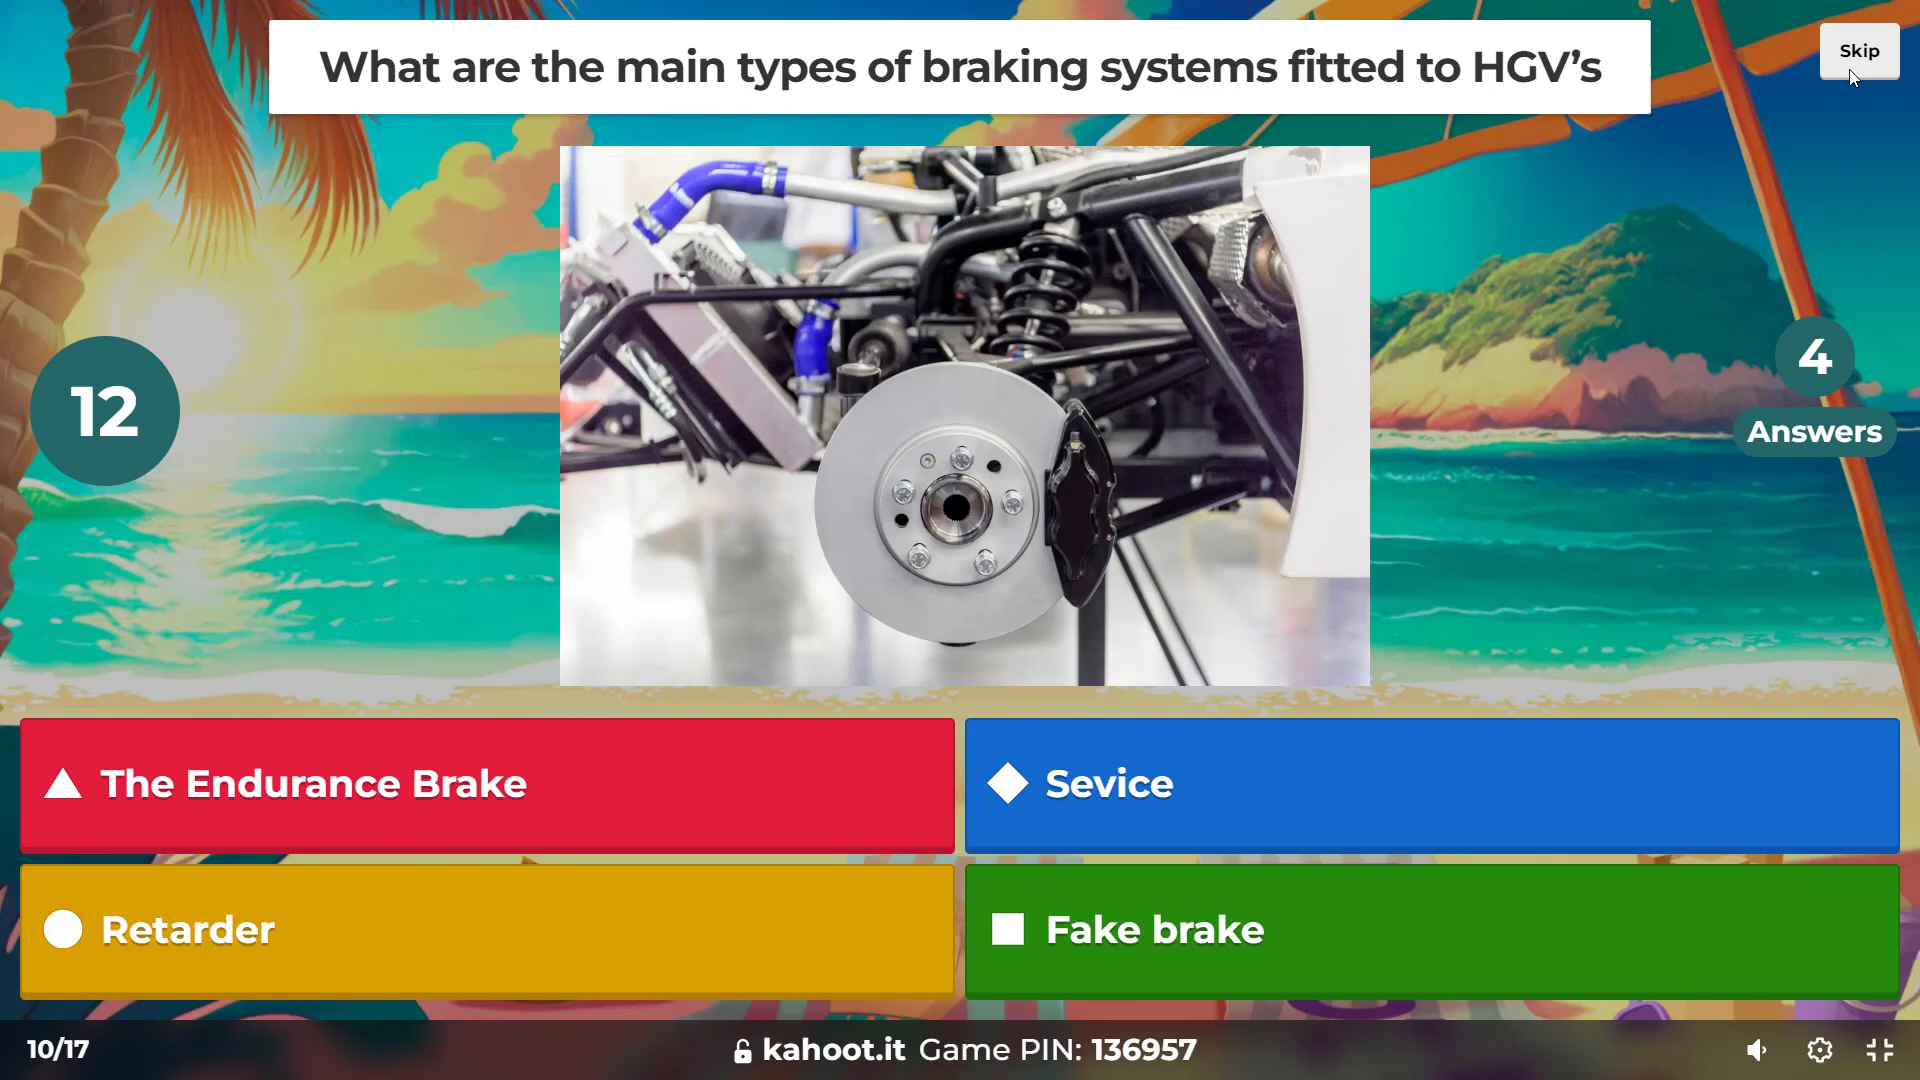 What are the main types of braking systems fitted to HGV’s
Skip
12
4
Answers
The Endurance Brake
Sevice
Retarder
Fake brake
10/17
kahoot.it Game PIN: 136957